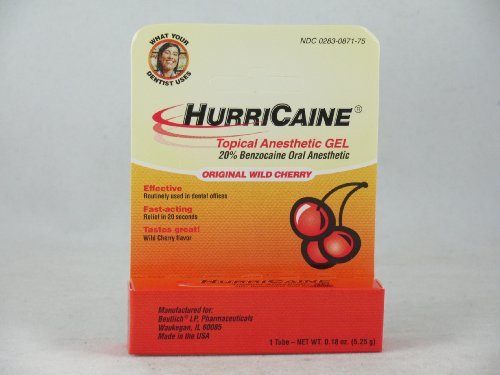 WHAT YOUR
DENTIST USES
NDC 0283-0871-75
HURRICAINE®
Topical Anesthetic GEL
20% Benzocaine Oral Anesthetic
ORIGINAL WILD CHERRY
Effective
Routinely used in dental offices
Fast-acting
Relief in 20 seconds
Tastes great!
Wild Cherry flavor
HURRICAINE
Manufactured for:
Beutlich® LP, Pharmaceuticals
Waukegan, IL 60085
Made in the USA
1 Tube – NET WT. 0.18 oz. (5.25 g)